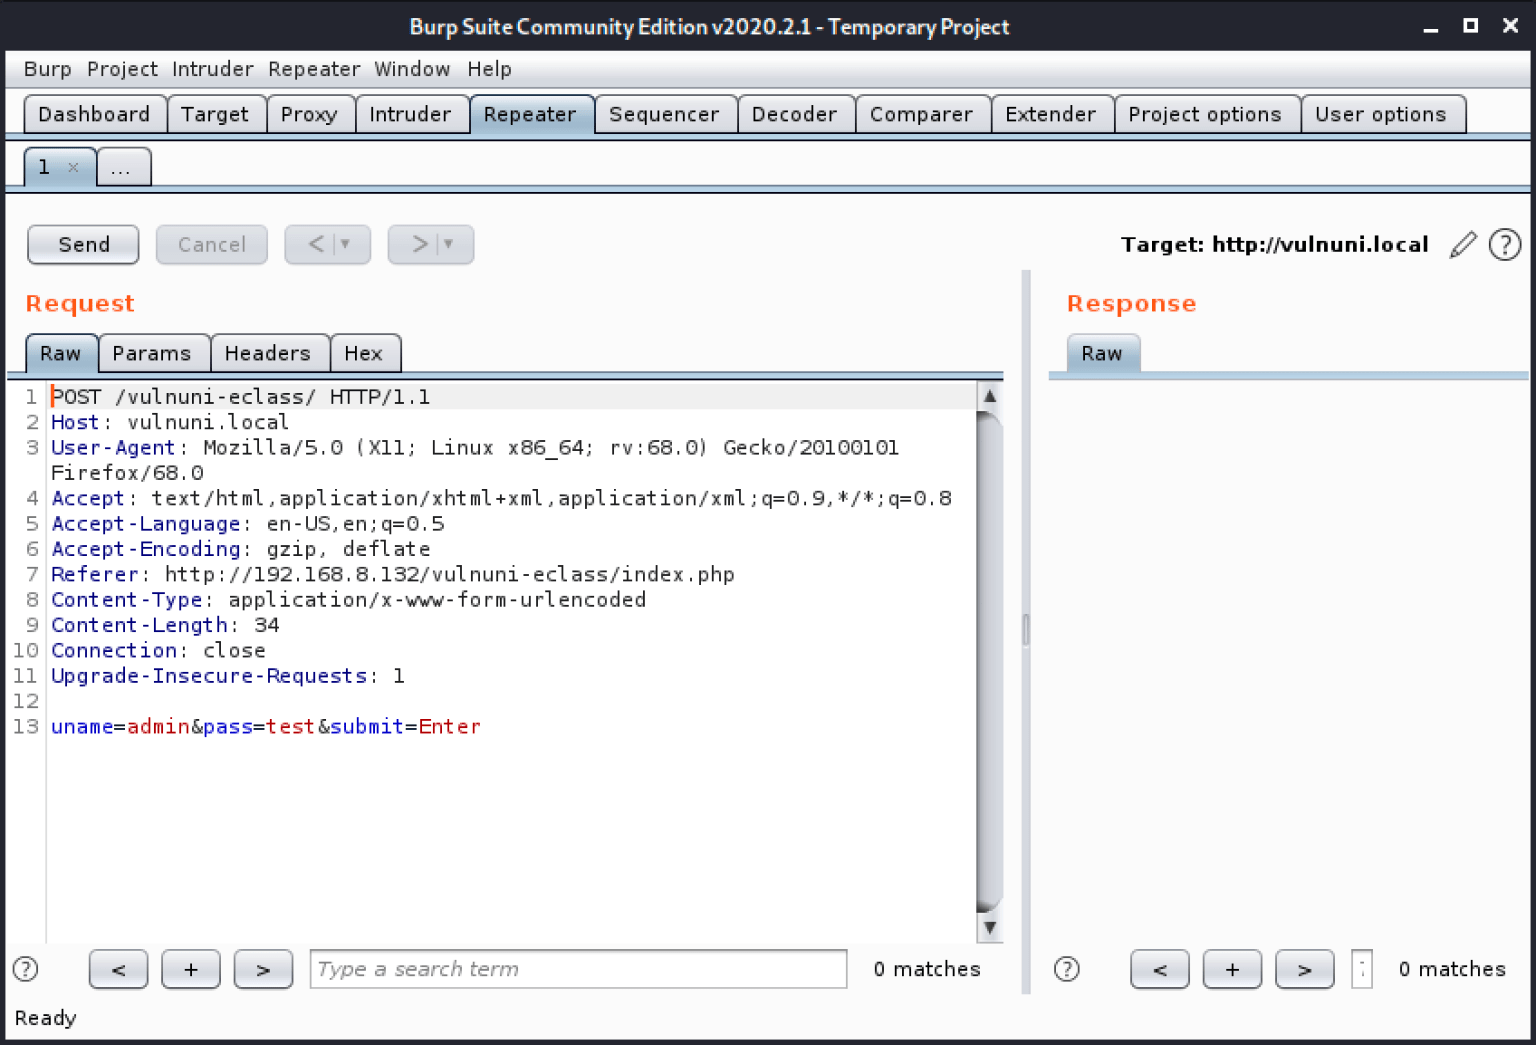 Burp Suite Community Edition v2020.2.1 - Temporary Project
Burp Project Intruder Repeater Window Help
Dashboard Target Proxy Intruder Repeater Sequencer Decoder Comparer Extender Project options User options
1 × ...
Send Cancel < > Target: http://vulnuni.local ?
Request
Raw Params Headers Hex
1 POST /vulnuni-eclass/ HTTP/1.1
2 Host: vulnuni.local
3 User-Agent: Mozilla/5.0 (X11; Linux x86_64; rv:68.0) Gecko/20100101
Firefox/68.0
4 Accept: text/html,application/xhtml+xml,application/xml;q=0.9,*/*;q=0.8
5 Accept-Language: en-US,en;q=0.5
6 Accept-Encoding: gzip, deflate
7 Referer: http://192.168.8.132/vulnuni-eclass/index.php
8 Content-Type: application/x-www-form-urlencoded
9 Content-Length: 34
10 Connection: close
11 Upgrade-Insecure-Requests: 1
12
13 uname=admin&pass=test&submit=Enter
? < + > Type a search term 0 matches
Response
Raw
? < + > 0 matches
Ready